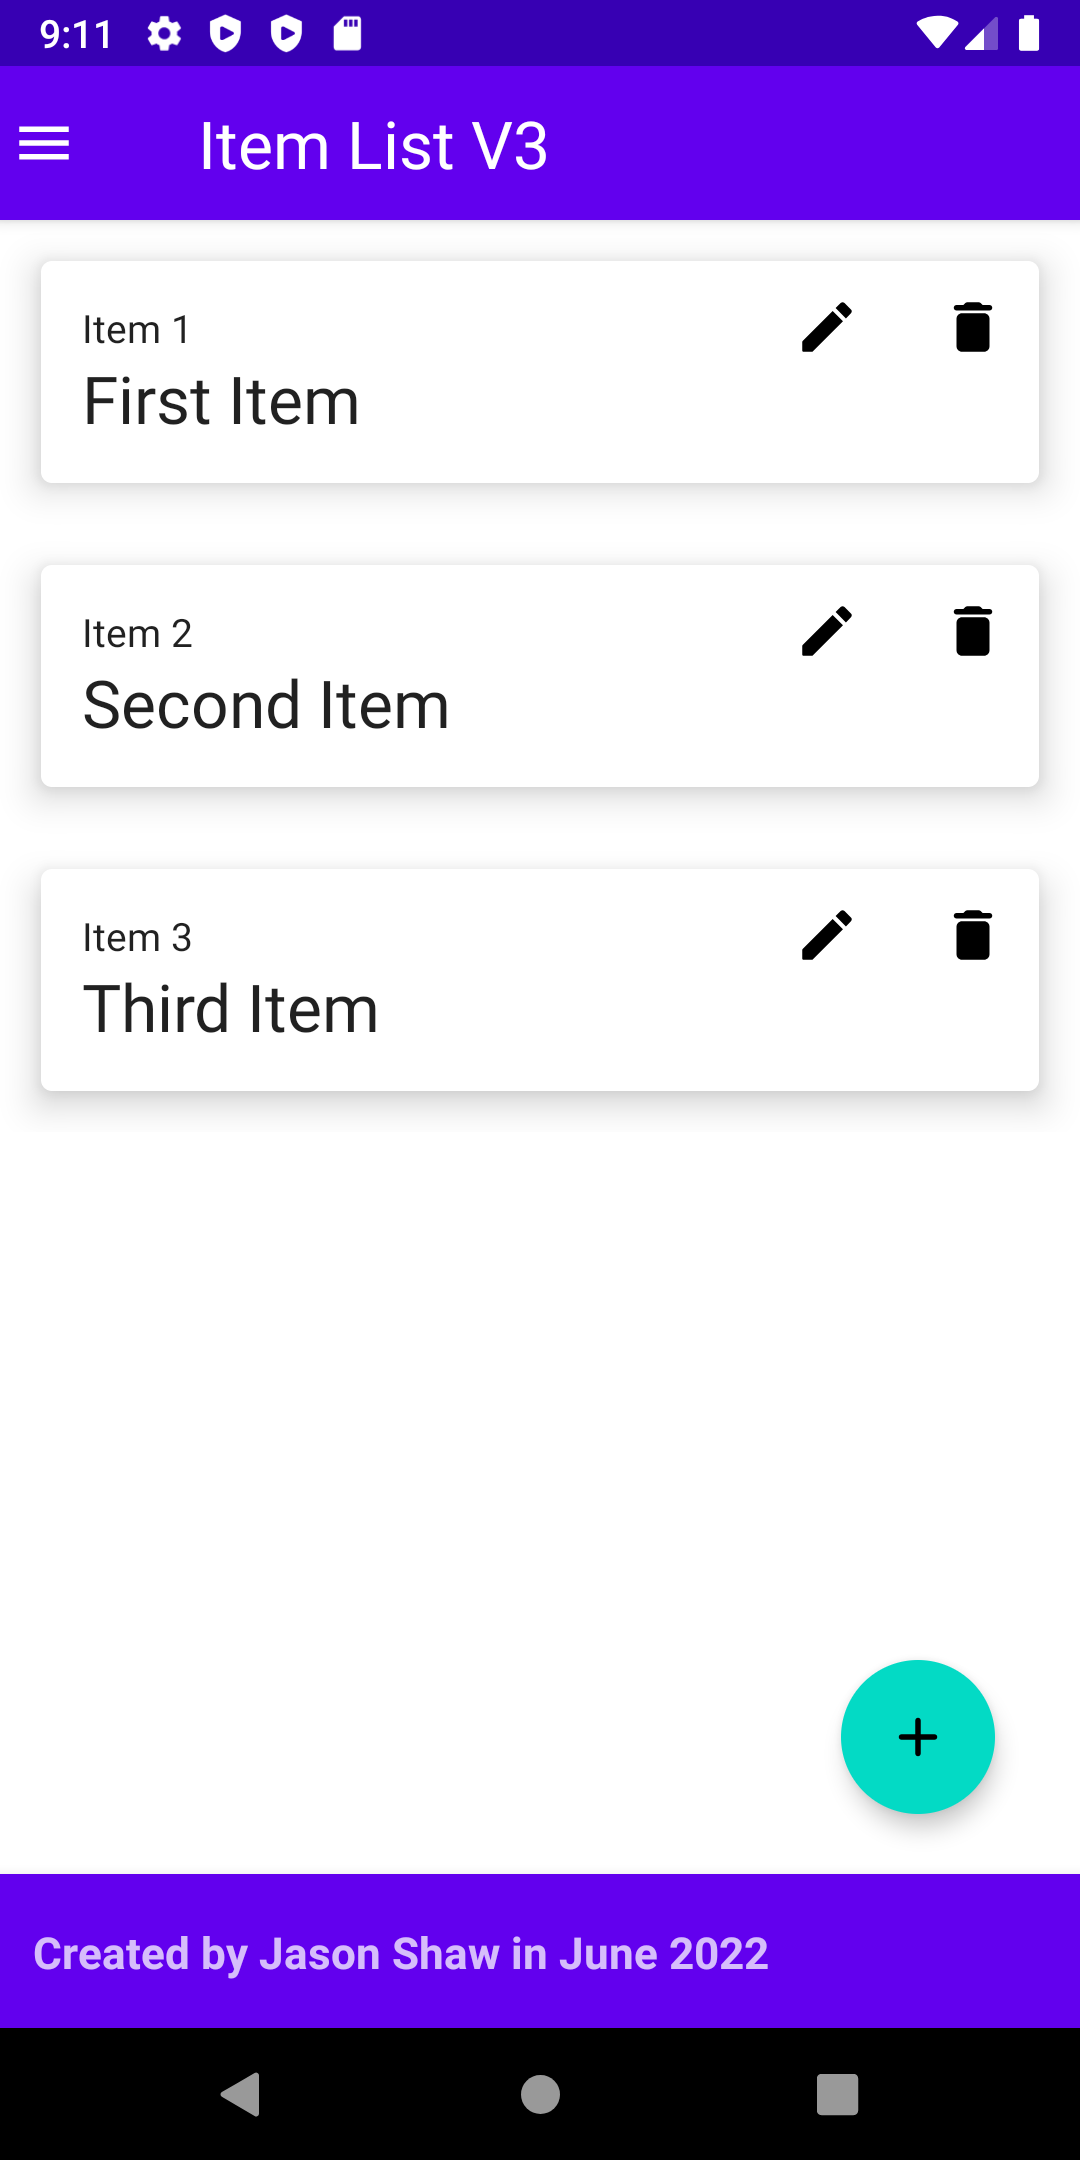 9:11
Item List V3
Item 1
First Item
Item 2
Second Item
Item 3
Third Item
Created by Jason Shaw in June 2022